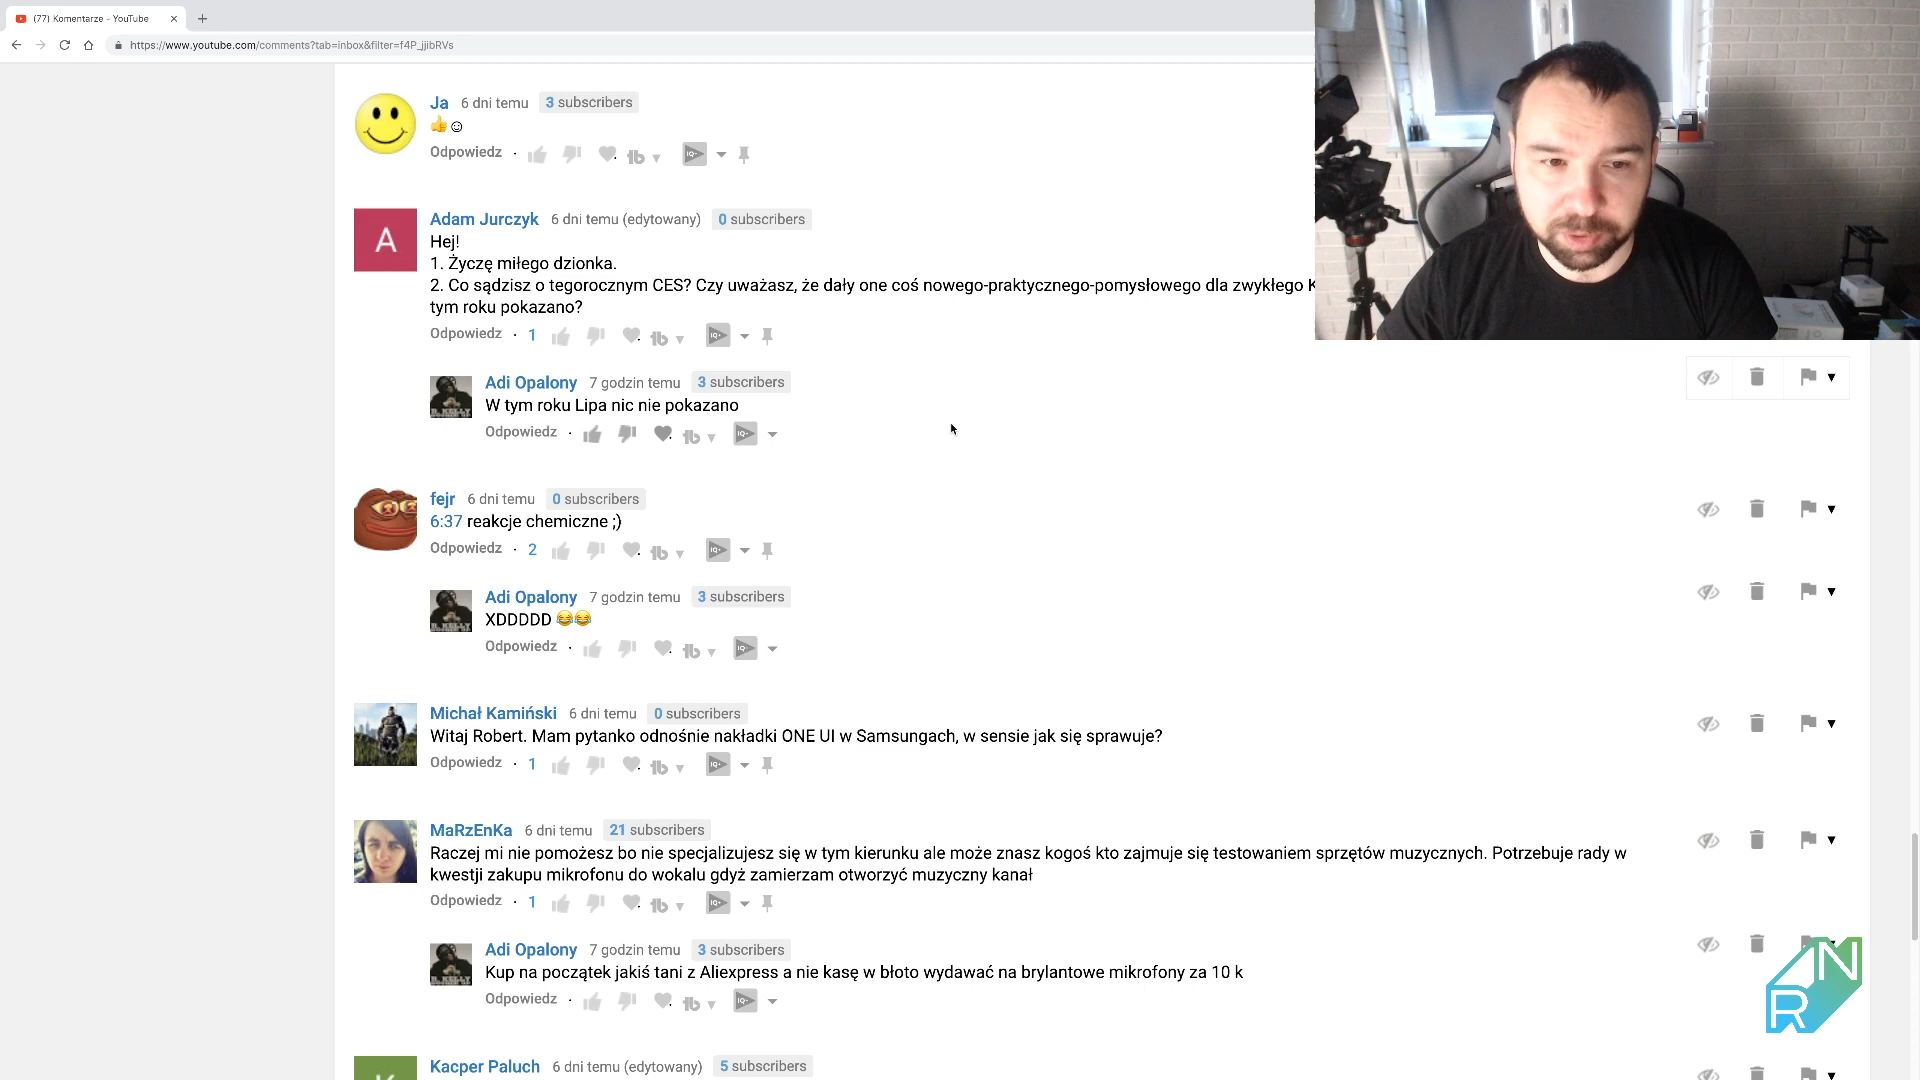 (77) Komentarze - YouTube
https://www.youtube.com/comments?tab=inbox&filter=f4P_jjibRVs
Ja 6 dni temu 3 subscribers
Odpowiedz
A
Adam Jurczyk 6 dni temu (edytowany) 0 subscribers
Hej!
1. Życzę miłego dzionka.
2. Co sądzisz o tegorocznym CES? Czy uważasz, że dały one coś nowego-praktycznego-pomysłowego dla zwykłego K
tym roku pokazano?
Odpowiedz · 1
Adi Opalony 7 godzin temu 3 subscribers
W tym roku Lipa nic nie pokazano
Odpowiedz
fejr 6 dni temu 0 subscribers
6:37 reakcje chemiczne ;)
Odpowiedz · 2
Adi Opalony 7 godzin temu 3 subscribers
XDDDDD
Odpowiedz
Michał Kamiński 6 dni temu 0 subscribers
Witaj Robert. Mam pytanko odnośnie nakładki ONE UI w Samsungach, w sensie jak się sprawuje?
Odpowiedz · 1
MaRzEnKa 6 dni temu 21 subscribers
Raczej mi nie pomożesz bo nie specjalizujesz się w tym kierunku ale może znasz kogoś kto zajmuje się testowaniem sprzętów muzycznych. Potrzebuje rady w
kwestji zakupu mikrofonu do wokalu gdyż zamierzam otworzyć muzyczny kanał
Odpowiedz · 1
Adi Opalony 7 godzin temu 3 subscribers
Kup na początek jakiś tani z Aliexpress a nie kasę w błoto wydawać na brylantowe mikrofony za 10 k
Odpowiedz
RN
Kacper Paluch 6 dni temu (edytowany) 5 subscribers